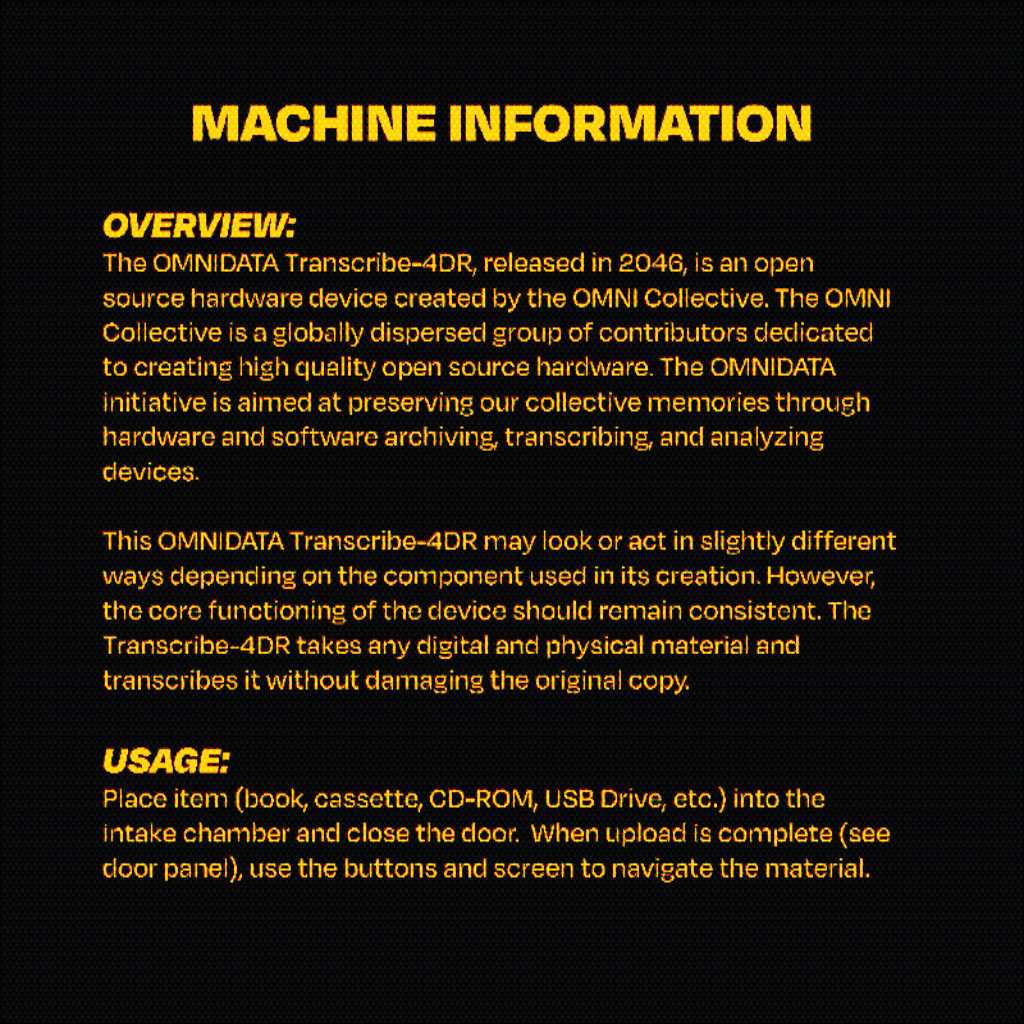 MACHINE INFORMATION
OVERVIEW:
The OMNIDATA Transcribe-4DR, released in 2046, is an open
source hardware device created by the OMNI Collective. The OMNI
Collective is a globally dispersed group of contributors dedicated
to creating high quality open source hardware. The OMNIDATA
initiative is aimed at preserving our collective memories through
hardware and software archiving, transcribing, and analyzing
devices.
This OMNIDATA Transcribe-4DR may look or act in slightly different
ways depending on the component used in its creation. However,
the core functioning of the device should remain consistent. The
Transcribe-4DR takes any digital and physical material and
transcribes it without damaging the original copy.
USAGE:
Place item (book, cassette, CD-ROM, USB Drive, etc.) into the
intake chamber and close the door. When upload is complete (see
door panel), use the buttons and screen to navigate the material.